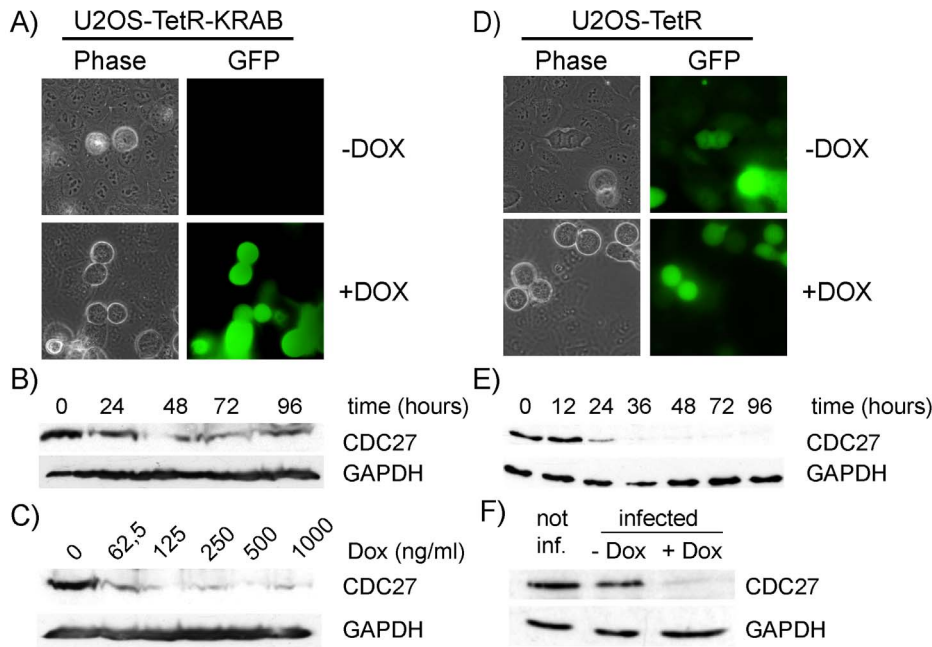 A)
U2OS-TetR-KRAB
Phase GFP
-DOX
+DOX
B)
0 24 48 72 96 time (hours)
CDC27
GAPDH
C)
0 62,5 125 250 500 1000 Dox (ng/ml)
CDC27
GAPDH
D)
U2OS-TetR
Phase GFP
-DOX
+DOX
E)
0 12 24 36 48 72 96 time (hours)
CDC27
GAPDH
F)
not infected
inf. - Dox + Dox
CDC27
GAPDH